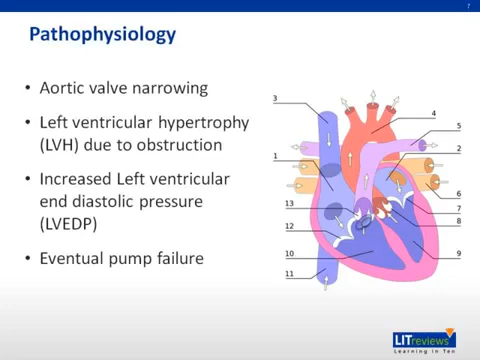 7
Pathophysiology
• Aortic valve narrowing
• Left ventricular hypertrophy
(LVH) due to obstruction
• Increased Left ventricular
end diastolic pressure
(LVEDP)
• Eventual pump failure
3
4
5
1
2
13
12
10
11
6
7
8
9
LITreviews
Learning in Ten